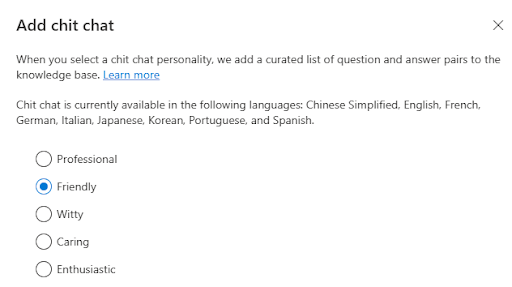 Add chit chat
When you select a chit chat personality, we add a curated list of question and answer pairs to the
knowledge base. Learn more
Chit chat is currently available in the following languages: Chinese Simplified, English, French,
German, Italian, Japanese, Korean, Portuguese, and Spanish.
Professional
Friendly
Witty
Caring
Enthusiastic